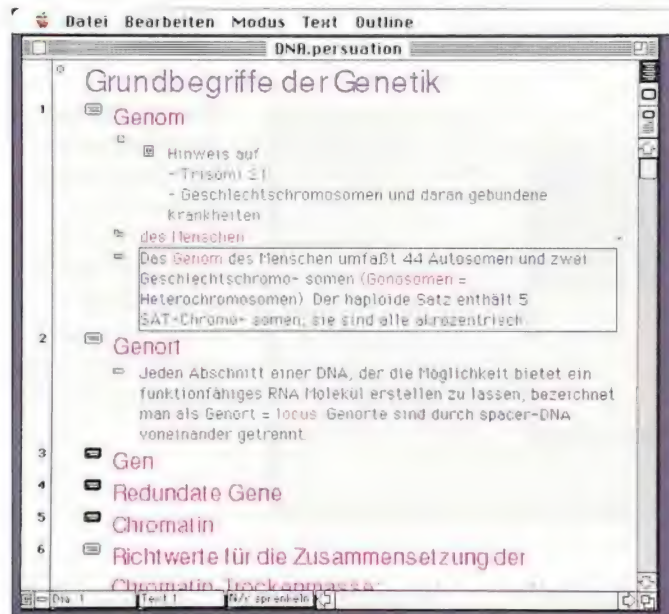 Datei Bearbeiten Modus Text Outline
DNA.persuation
Grundbegriffe der Genetik
1 Genom
Hinweis auf
- Trisomi 21
- Geschlechtschromosomen und daran gebundene
Krankheiten
des Menschen
Das Genom des Menschen umfaßt 44 Autosomen und zwei
Geschlechtschromo- somen (Gonosomen =
Heterochromosomen) Der haploide Satz enthält 5
SAT-Chromo- somen; sie sind alle akrozentrisch
2 Genort
Jeden Abschnitt einer DNA, der die Möglichkeit bietet ein
funktionfähiges RNA Molekül erstellen zu lassen, bezeichnet
man als Genort = locus Genorte sind durch spacer-DNA
voneinander getrennt
3 Gen
4 Redundate Gene
5 Chromatin
6 Richtwerte für die Zusammensetzung der
Chromatin-Trockenmasse:
Dia 1 Text 1 sprenkeln